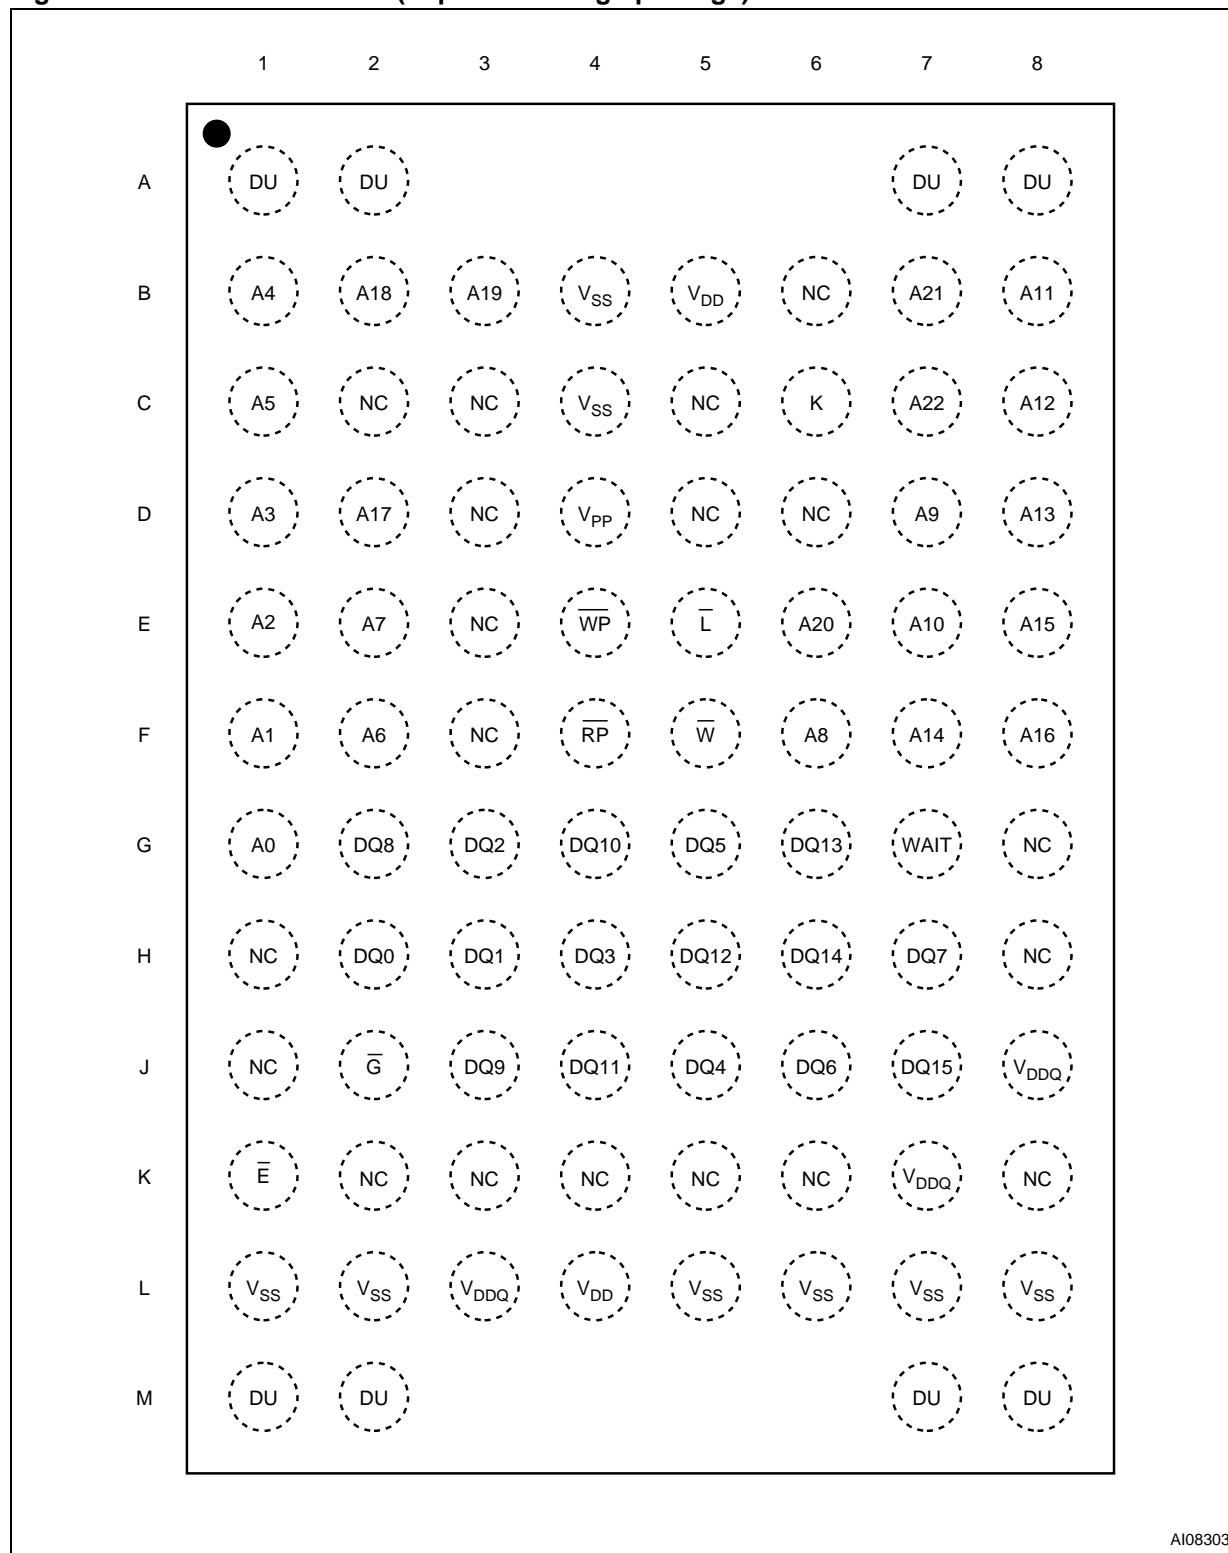 1 2 3 4 5 6 7 8
A DU DU DU DU
B A4 A18 A19 VSS VDD NC A21 A11
C A5 NC NC VSS NC K A22 A12
D A3 A17 NC VPP NC NC A9 A13
E A2 A7 NC W̅P̅ L̅ A20 A10 A15
F A1 A6 NC R̅P̅ W̅ A8 A14 A16
G A0 DQ8 DQ2 DQ10 DQ5 DQ13 WAIT NC
H NC DQ0 DQ1 DQ3 DQ12 DQ14 DQ7 NC
J NC G̅ DQ9 DQ11 DQ4 DQ6 DQ15 VDDQ
K E̅ NC NC NC NC NC VDDQ NC
L VSS VSS VDDQ VDD VSS VSS VSS VSS
M DU DU DU DU
AI08303